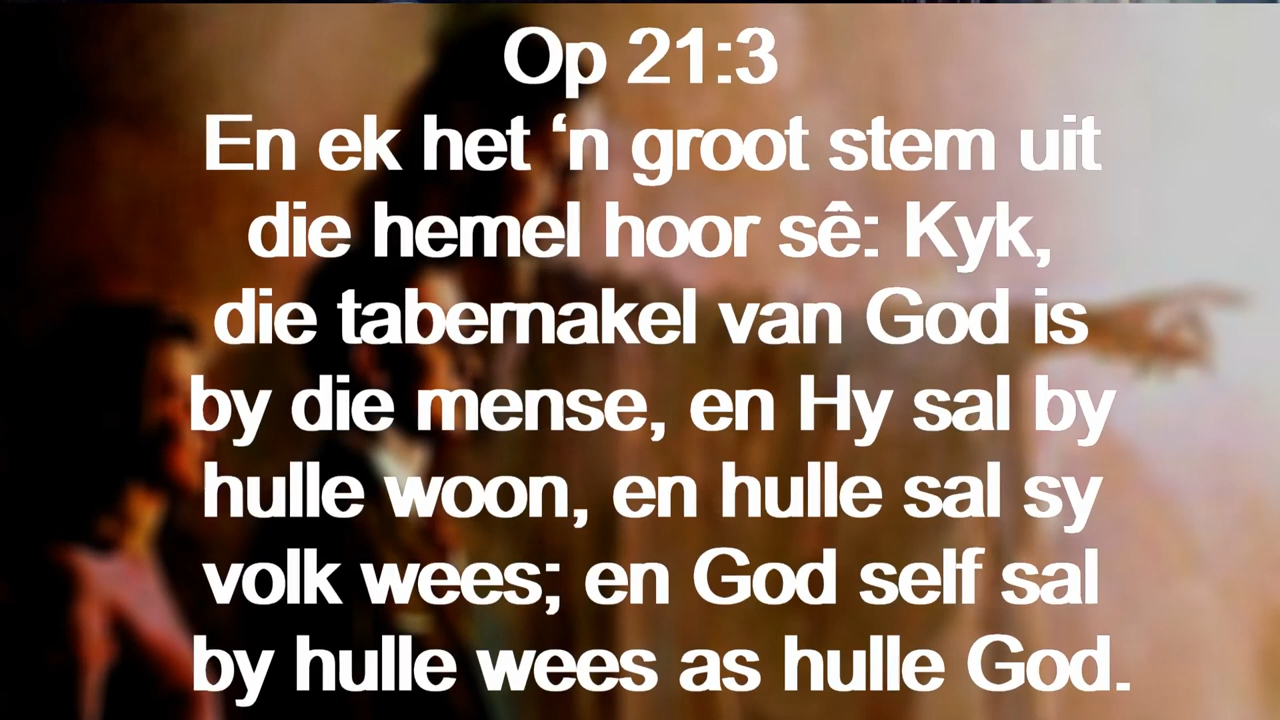 Op 21:3
En ek het ‘n groot stem uit
die hemel hoor sê: Kyk,
die tabernakel van God is
by die mense, en Hy sal by
hulle woon, en hulle sal sy
volk wees; en God self sal
by hulle wees as hulle God.